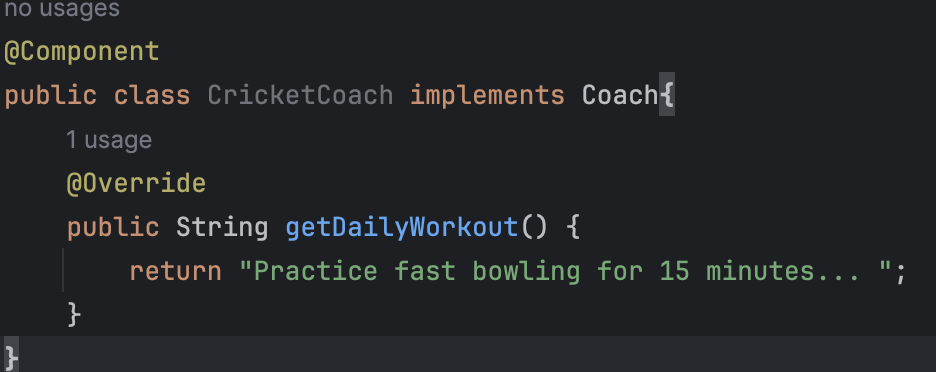 no usages
@Component
public class CricketCoach implements Coach{
1 usage
@Override
public String getDailyWorkout() {
return "Practice fast bowling for 15 minutes... ";
}
}